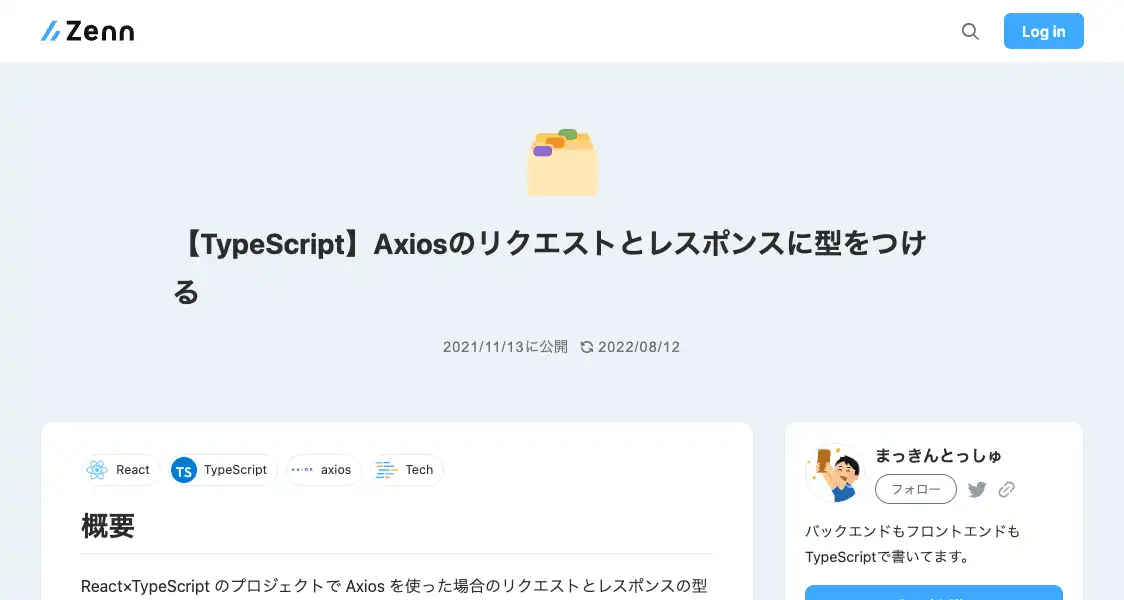 Zenn
Log in
【TypeScript】Axiosのリクエストとレスポンスに型をつけ
る
2021/11/13に公開 2022/08/12
React TypeScript axios Tech
概要
React×TypeScript のプロジェクトで Axios を使った場合のリクエストとレスポンスの型
まっきんとっしゅ
フォロー
バックエンドもフロントエンドも
TypeScriptで書いてます。